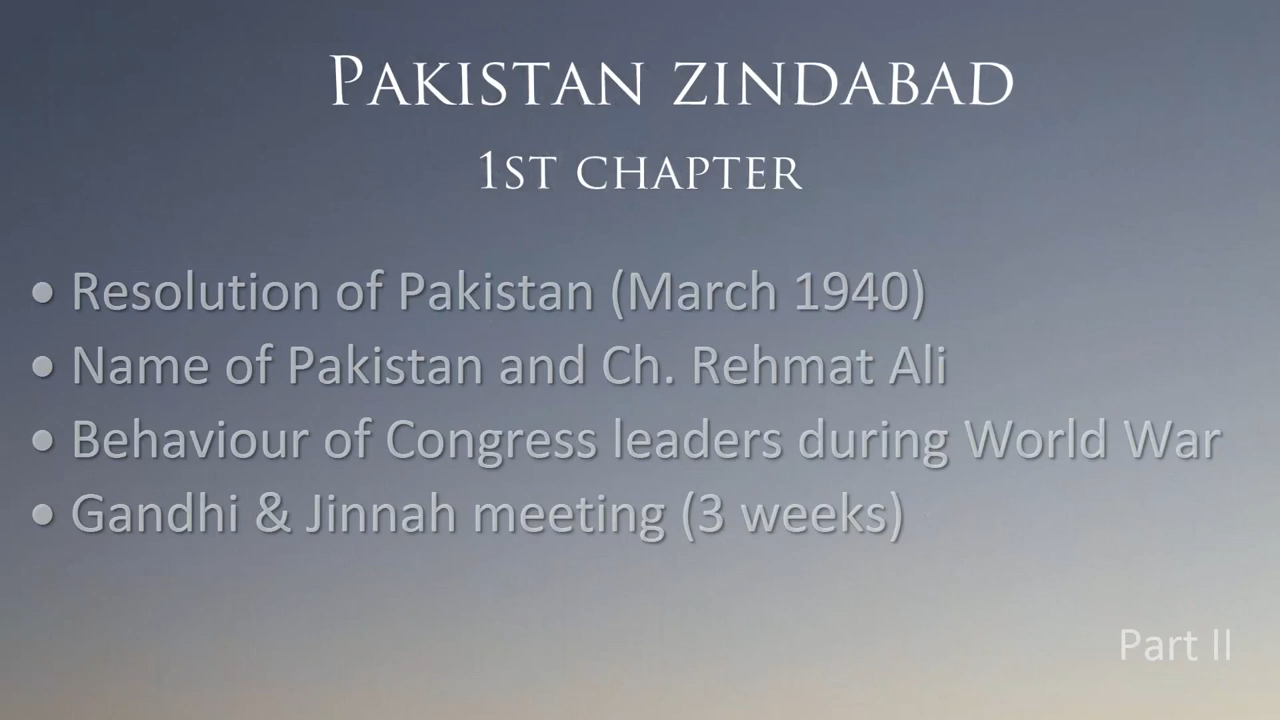 PAKISTAN ZINDABAD
1ST CHAPTER
• Resolution of Pakistan (March 1940)
• Name of Pakistan and Ch. Rehmat Ali
• Behaviour of Congress leaders during World War
• Gandhi & Jinnah meeting (3 weeks)
Part II